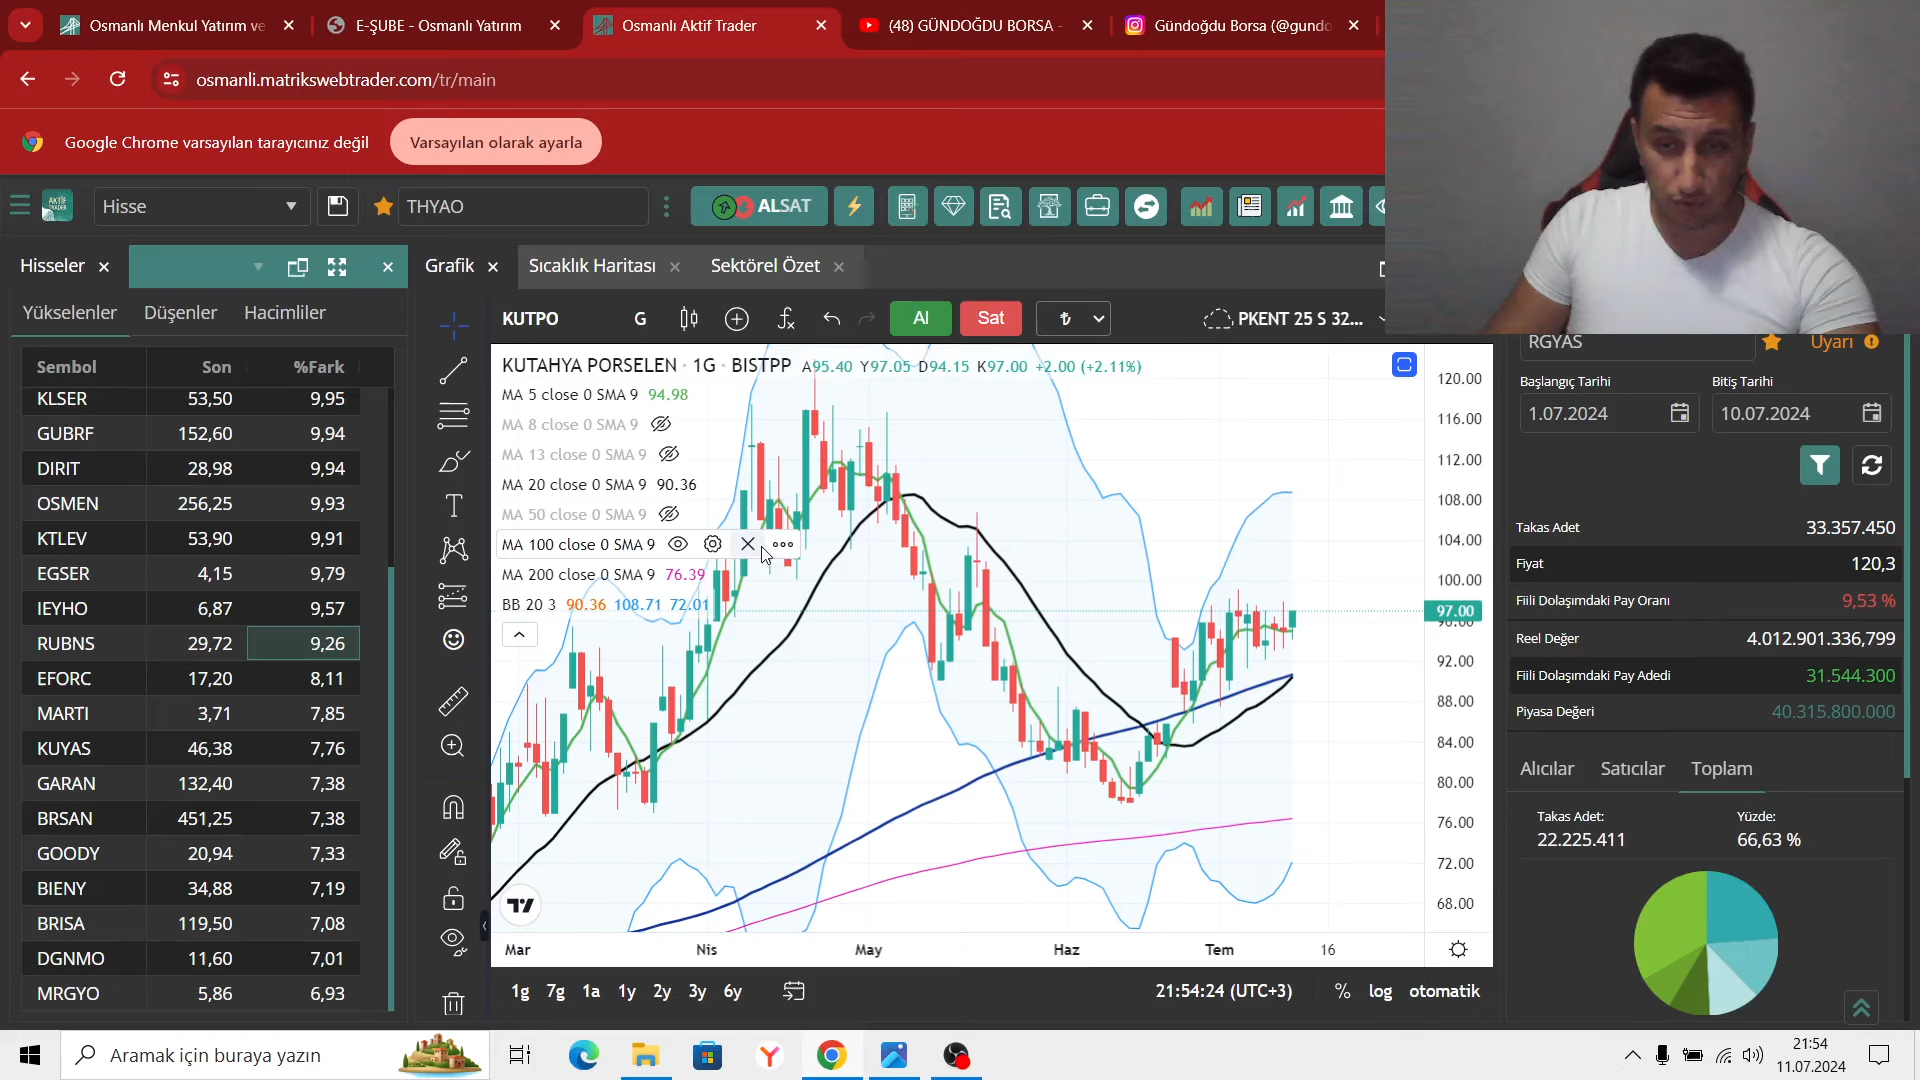 Osmanlı Menkul Yatırım ve
E-ŞUBE - Osmanlı Yatırım
Osmanlı Aktif Trader
(48) GÜNDOĞDU BORSA -
Gündoğdu Borsa (@gundo
osmanli.matrikswebtrader.com/tr/main
Google Chrome varsayılan tarayıcınız değil
Varsayılan olarak ayarla
AKTİF TRADER
Hisse
THYAO
ALSAT
Hisseler
Grafik
Sıcaklık Haritası
Sektörel Özet
Yükselenler Düşenler Hacimliler
Sembol Son %Fark
KLSER 53,50 9,95
GUBRF 152,60 9,94
DIRIT 28,98 9,94
OSMEN 256,25 9,93
KTLEV 53,90 9,91
EGSER 4,15 9,79
IEYHO 6,87 9,57
RUBNS 29,72 9,26
EFORC 17,20 8,11
MARTI 3,71 7,85
KUYAS 46,38 7,76
GARAN 132,40 7,38
BRSAN 451,25 7,38
GOODY 20,94 7,33
BIENY 34,88 7,19
BRISA 119,50 7,08
DGNMO 11,60 7,01
MRGYO 5,86 6,93
KUTPO G Al Sat ₺ PKENT 25 S 32...
KUTAHYA PORSELEN · 1G · BISTPP A95.40 Y97.05 D94.15 K97.00 +2.00 (+2.11%)
MA 5 close 0 SMA 9 94.98
MA 8 close 0 SMA 9
MA 13 close 0 SMA 9
MA 20 close 0 SMA 9 90.36
MA 50 close 0 SMA 9
MA 100 close 0 SMA 9
MA 200 close 0 SMA 9 76.39
BB 20 3 90.36 108.71 72.01
120.00
116.00
112.00
108.00
104.00
100.00
97.00
96.00
92.00
88.00
84.00
80.00
76.00
72.00
68.00
Mar Nis May Haz Tem 16
1g 7g 1a 1y 2y 3y 6y
21:54:24 (UTC+3) % log otomatik
RGYAS Uyarı
Başlangıç Tarihi Bitiş Tarihi
1.07.2024 10.07.2024
Takas Adet 33.357.450
Fiyat 120,3
Fiili Dolaşımdaki Pay Oranı 9,53 %
Reel Değer 4.012.901.336,799
Fiili Dolaşımdaki Pay Adedi 31.544.300
Piyasa Değeri 40.315.800.000
Alıcılar Satıcılar Toplam
Takas Adet: Yüzde:
22.225.411 66,63 %
Aramak için buraya yazın
21:54
11.07.2024